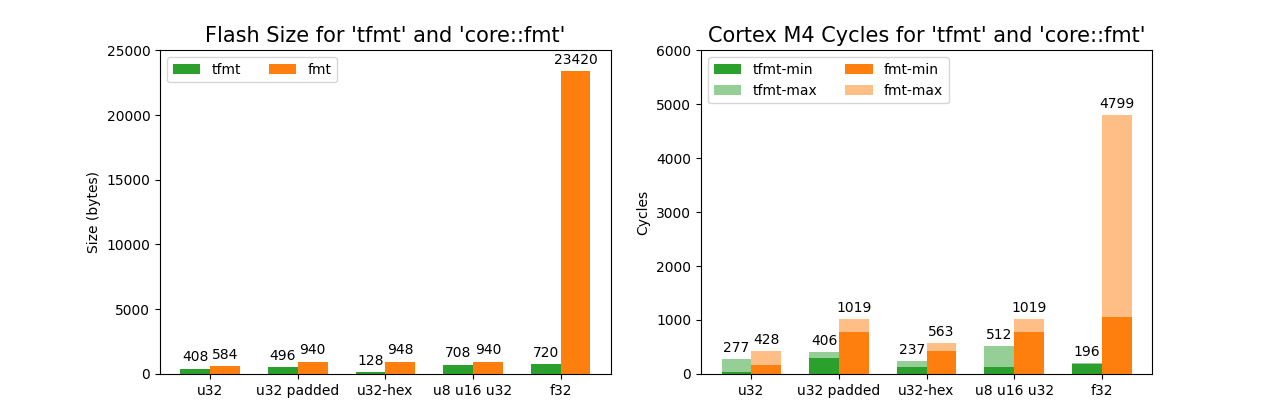 Flash Size for 'tfmt' and 'core::fmt'
tfmt fmt
Size (bytes)
25000
20000
15000
10000
5000
0
408 584 496 940 128 948 708 940 720 23420
u32 u32 padded u32-hex u8 u16 u32 f32
Cortex M4 Cycles for 'tfmt' and 'core::fmt'
tfmt-min fmt-min
tfmt-max fmt-max
Cycles
6000
5000
4000
3000
2000
1000
0
277 428 406 1019 237 563 512 1019 196 4799
u32 u32 padded u32-hex u8 u16 u32 f32